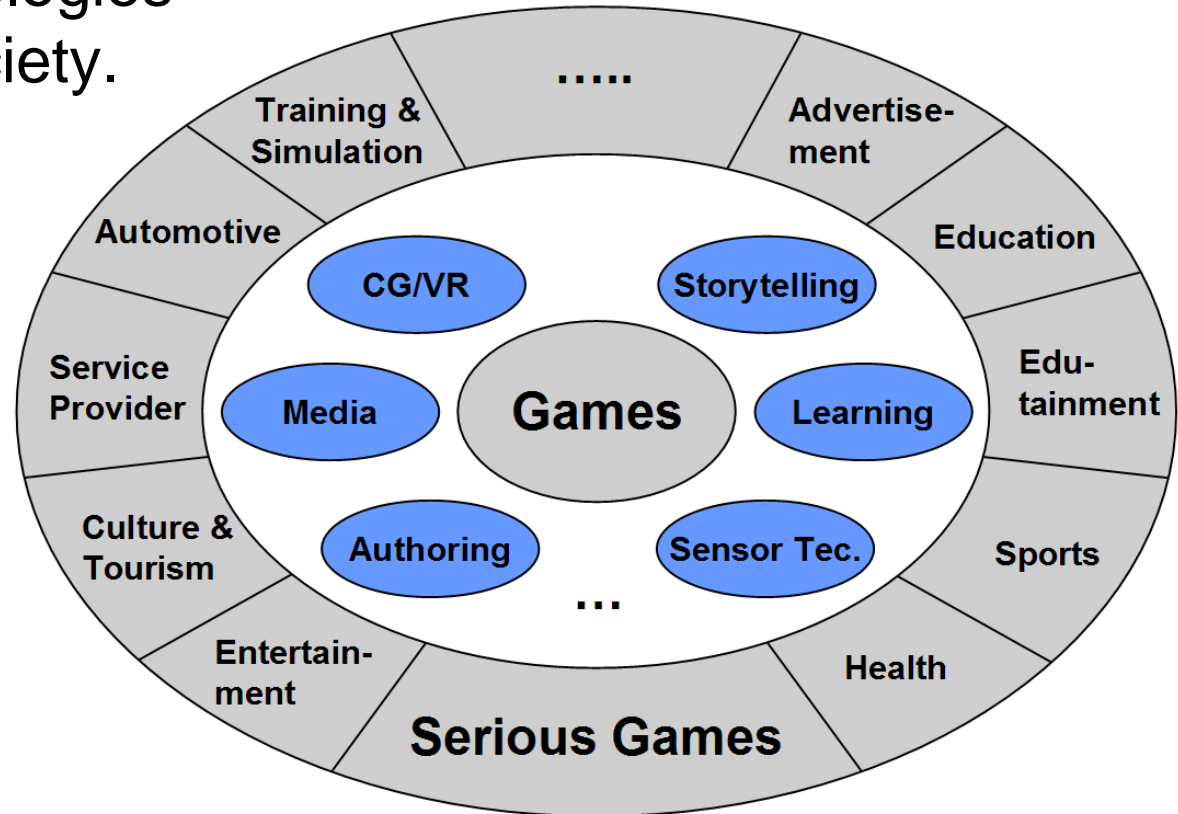 ologies
ciety.
.....
Training &
Simulation
Advertise-
ment
Automotive
Education
CG/VR
Storytelling
Service
Provider
Edu-
tainment
Media
Games
Learning
Culture &
Tourism
Authoring
Sensor Tec.
Sports
...
Entertain-
ment
Health
Serious Games